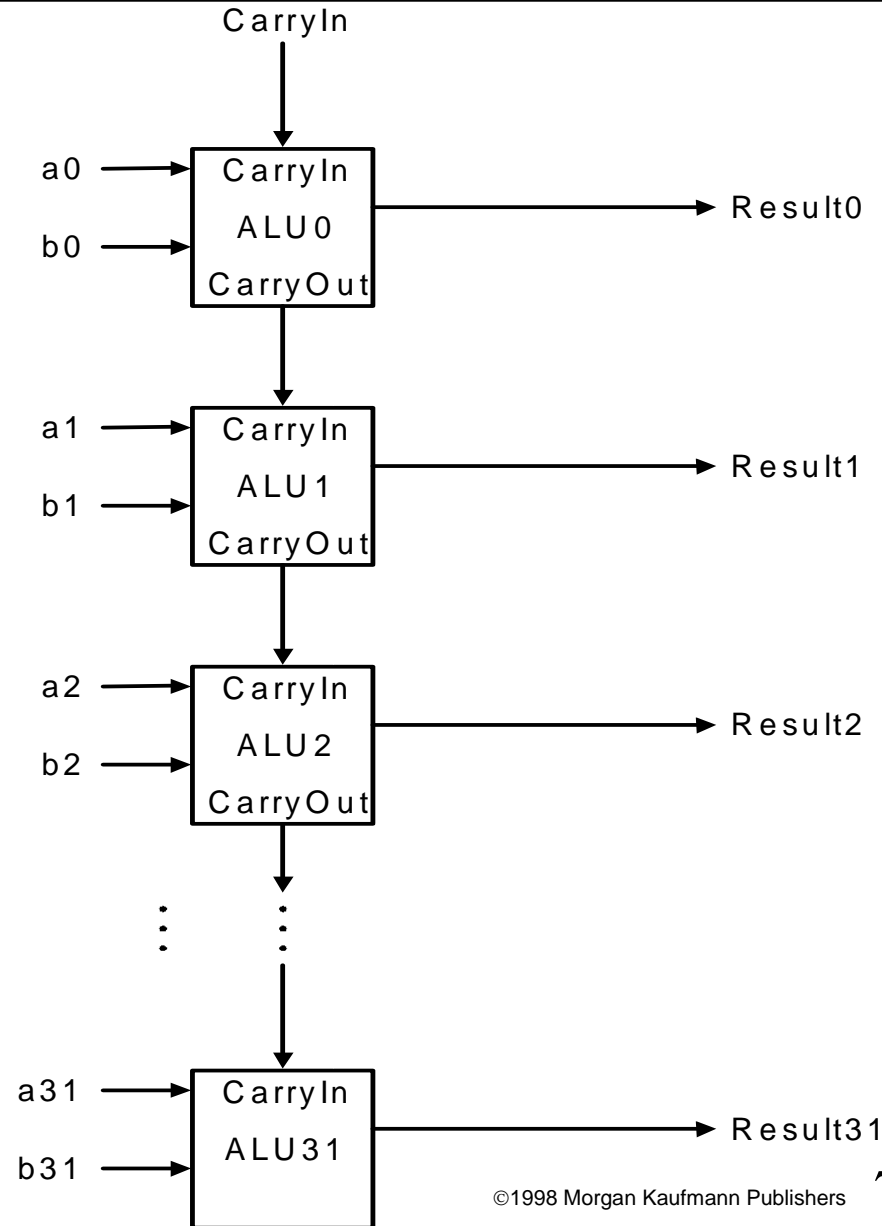 CarryIn
a0
CarryIn
ALU0
Result0
b0
CarryOut
a1
CarryIn
ALU1
Result1
b1
CarryOut
a2
CarryIn
ALU2
Result2
b2
CarryOut
a31
CarryIn
ALU31
Result31
b31
©1998 Morgan Kaufmann Publishers